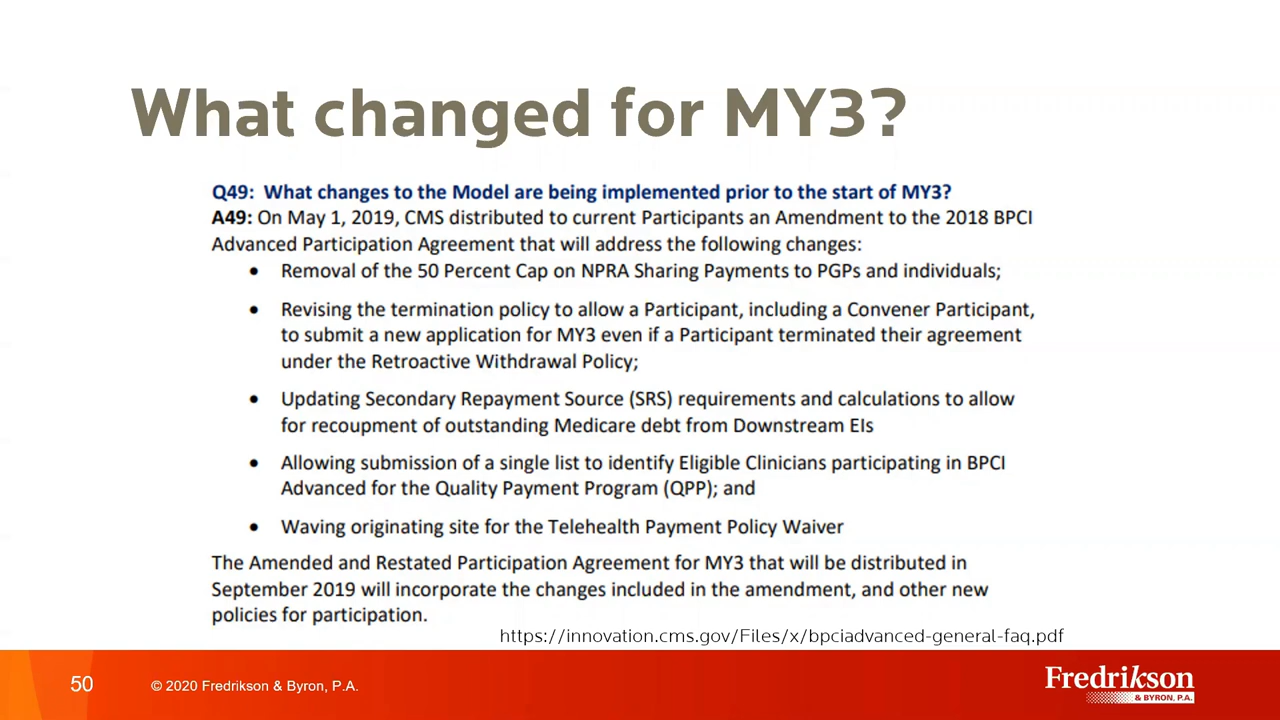 What changed for MY3?
Q49: What changes to the Model are being implemented prior to the start of MY3?
A49: On May 1, 2019, CMS distributed to current Participants an Amendment to the 2018 BPCI
Advanced Participation Agreement that will address the following changes:
• Removal of the 50 Percent Cap on NPRA Sharing Payments to PGPs and individuals;
• Revising the termination policy to allow a Participant, including a Convener Participant,
to submit a new application for MY3 even if a Participant terminated their agreement
under the Retroactive Withdrawal Policy;
• Updating Secondary Repayment Source (SRS) requirements and calculations to allow
for recoupment of outstanding Medicare debt from Downstream EIs
• Allowing submission of a single list to identify Eligible Clinicians participating in BPCI
Advanced for the Quality Payment Program (QPP); and
• Waving originating site for the Telehealth Payment Policy Waiver
The Amended and Restated Participation Agreement for MY3 that will be distributed in
September 2019 will incorporate the changes included in the amendment, and other new
policies for participation.
https://innovation.cms.gov/Files/x/bpciadvanced-general-faq.pdf
50
© 2020 Fredrikson & Byron, P.A.
Fredrikson
& BYRON, P.A.